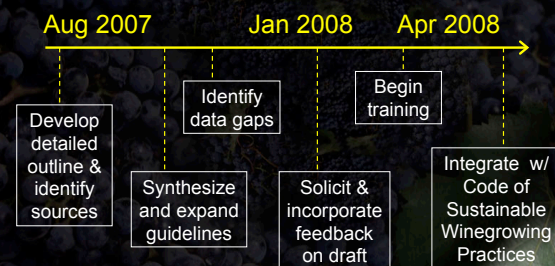 Aug 2007
Jan 2008
Apr 2008
Develop
detailed
outline &
identify
sources
Synthesize
and expand
guidelines
Identify
data gaps
Solicit &
incorporate
feedback
on draft
Begin
training
Integrate w/
Code of
Sustainable
Winegrowing
Practices